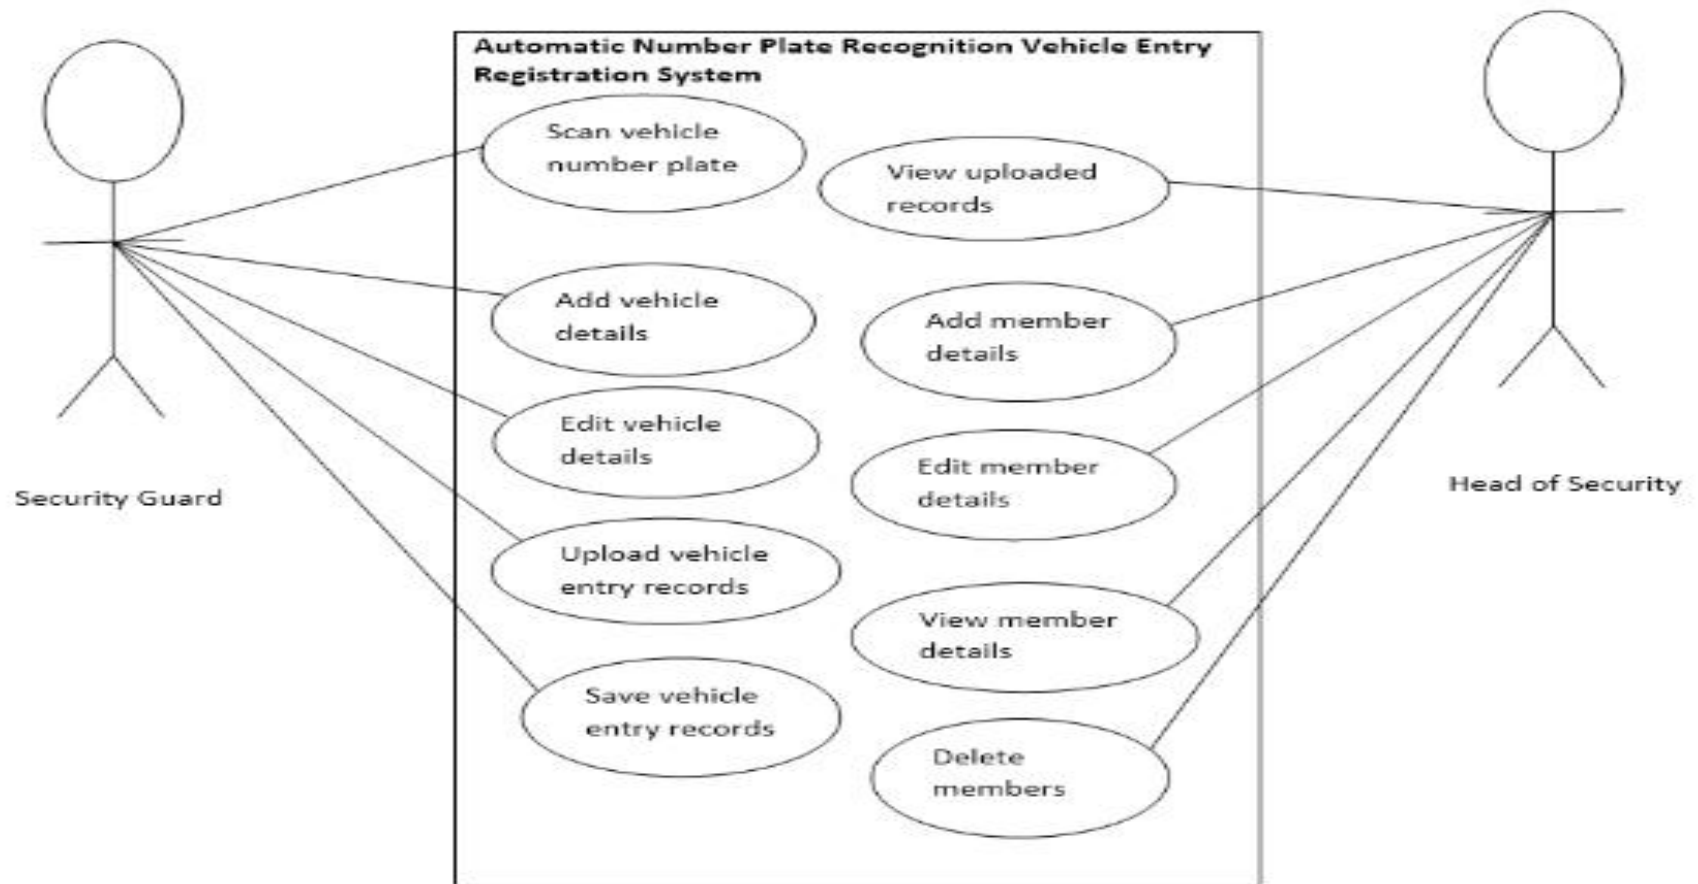 Automatic Number Plate Recognition Vehicle Entry
Registration System
Scan vehicle
number plate
Add vehicle
details
Edit vehicle
details
Upload vehicle
entry records
Save vehicle
entry records
View uploaded
records
Add member
details
Edit member
details
View member
details
Delete
members
Security Guard
Head of Security